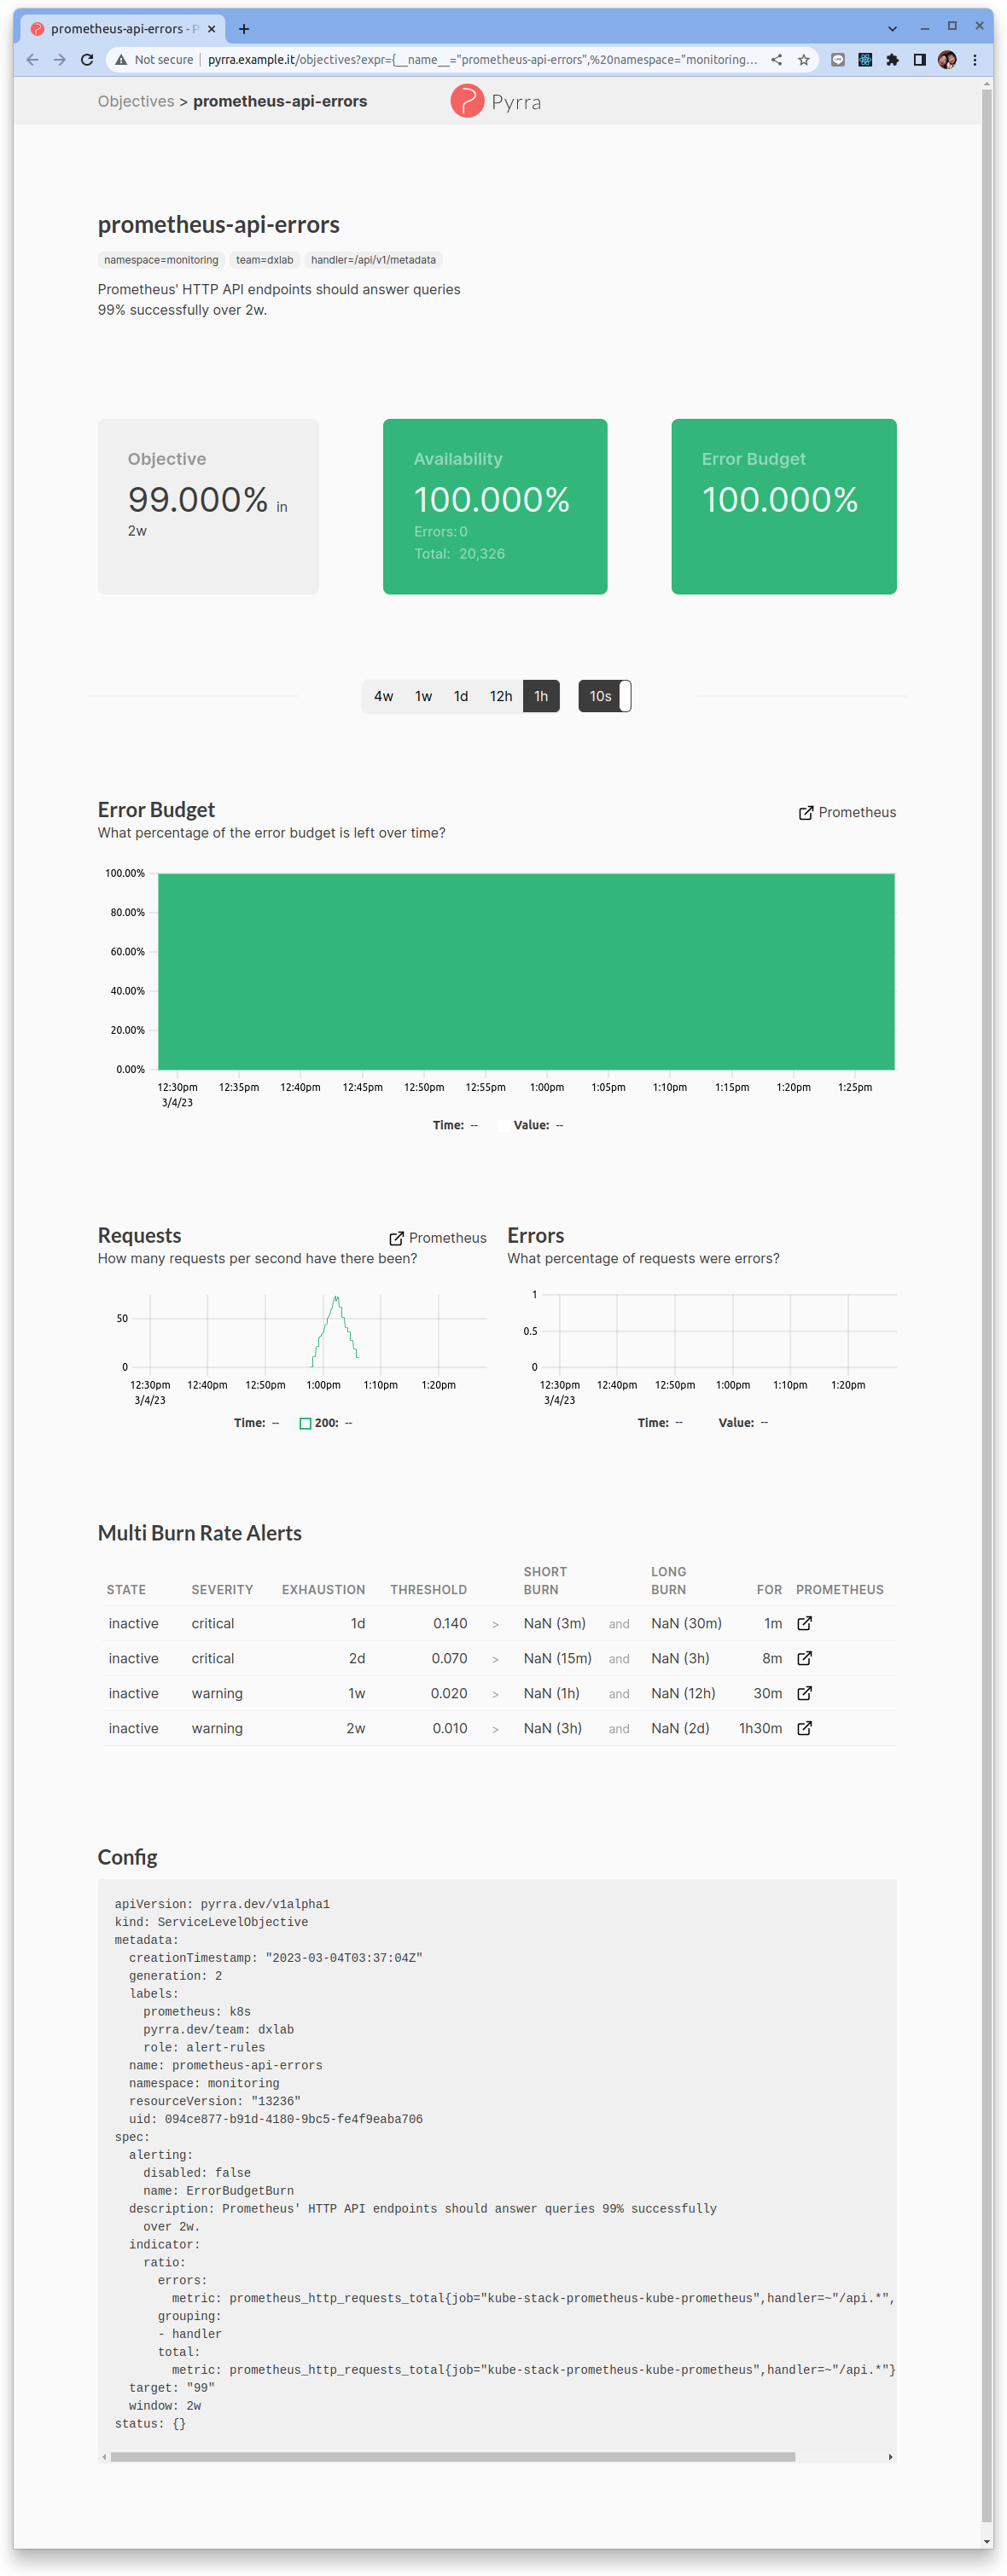 prometheus-api-errors - P
Not secure
pyrra.example.it/objectives?expr={__name__="prometheus-api-errors",%20namespace="monitoring...
Objectives > prometheus-api-errors
Pyrra
prometheus-api-errors
namespace=monitoring team=dxlab handler=/api/v1/metadata
Prometheus' HTTP API endpoints should answer queries
99% successfully over 2w.
Objective
99.000% in
2w
Availability
100.000%
Errors: 0
Total: 20,326
Error Budget
100.000%
4w 1w 1d 12h 1h 10s
Error Budget
Prometheus
What percentage of the error budget is left over time?
100.00%
80.00%
60.00%
40.00%
20.00%
0.00%
12:30pm 12:35pm 12:40pm 12:45pm 12:50pm 12:55pm 1:00pm 1:05pm 1:10pm 1:15pm 1:20pm 1:25pm
3/4/23
Time: -- Value: --
Requests
Prometheus
How many requests per second have there been?
50
0
12:30pm 12:40pm 12:50pm 1:00pm 1:10pm 1:20pm
3/4/23
Time: -- 200: --
Errors
What percentage of requests were errors?
1
0.5
0
12:30pm 12:40pm 12:50pm 1:00pm 1:10pm 1:20pm
3/4/23
Time: -- Value: --
Multi Burn Rate Alerts
STATE SEVERITY EXHAUSTION THRESHOLD SHORT BURN LONG BURN FOR PROMETHEUS
inactive critical 1d 0.140 > NaN (3m) and NaN (30m) 1m
inactive critical 2d 0.070 > NaN (15m) and NaN (3h) 8m
inactive warning 1w 0.020 > NaN (1h) and NaN (12h) 30m
inactive warning 2w 0.010 > NaN (3h) and NaN (2d) 1h30m
Config
apiVersion: pyrra.dev/v1alpha1
kind: ServiceLevelObjective
metadata:
  creationTimestamp: "2023-03-04T03:37:04Z"
  generation: 2
  labels:
    prometheus: k8s
    pyrra.dev/team: dxlab
    role: alert-rules
  name: prometheus-api-errors
  namespace: monitoring
  resourceVersion: "13236"
  uid: 094ce877-b91d-4180-9bc5-fe4f9eaba706
spec:
  alerting:
    disabled: false
    name: ErrorBudgetBurn
  description: Prometheus' HTTP API endpoints should answer queries 99% successfully
    over 2w.
  indicator:
    ratio:
      errors:
        metric: prometheus_http_requests_total{job="kube-stack-prometheus-kube-prometheus",handler=~"/api.*",
      grouping:
      - handler
      total:
        metric: prometheus_http_requests_total{job="kube-stack-prometheus-kube-prometheus",handler=~"/api.*"}
  target: "99"
  window: 2w
status: {}